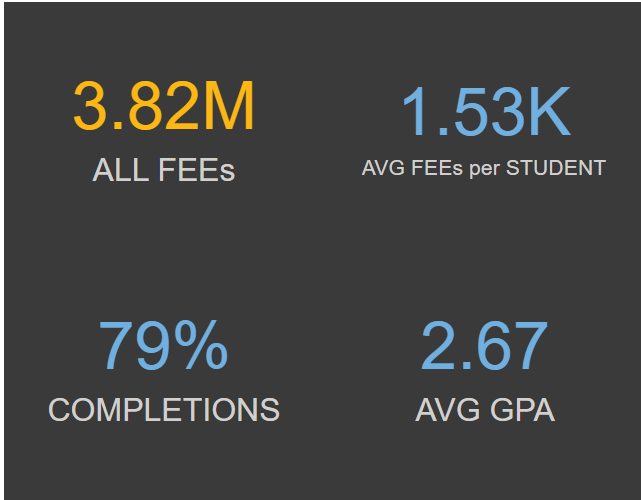 3.82M
ALL FEEs
1.53K
AVG FEEs per STUDENT
79%
COMPLETIONS
2.67
AVG GPA